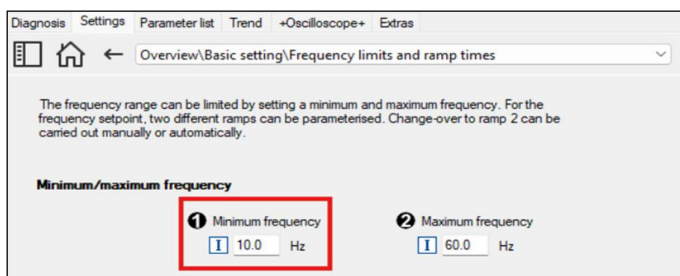 Diagnosis Settings Parameter list Trend +Oscilloscope+ Extras
Overview\Basic setting\Frequency limits and ramp times
The frequency range can be limited by setting a minimum and maximum frequency. For the
frequency setpoint, two different ramps can be parameterised. Change-over to ramp 2 can be
carried out manually or automatically.
Minimum/maximum frequency
1 Minimum frequency 2 Maximum frequency
I 10.0 Hz I 60.0 Hz